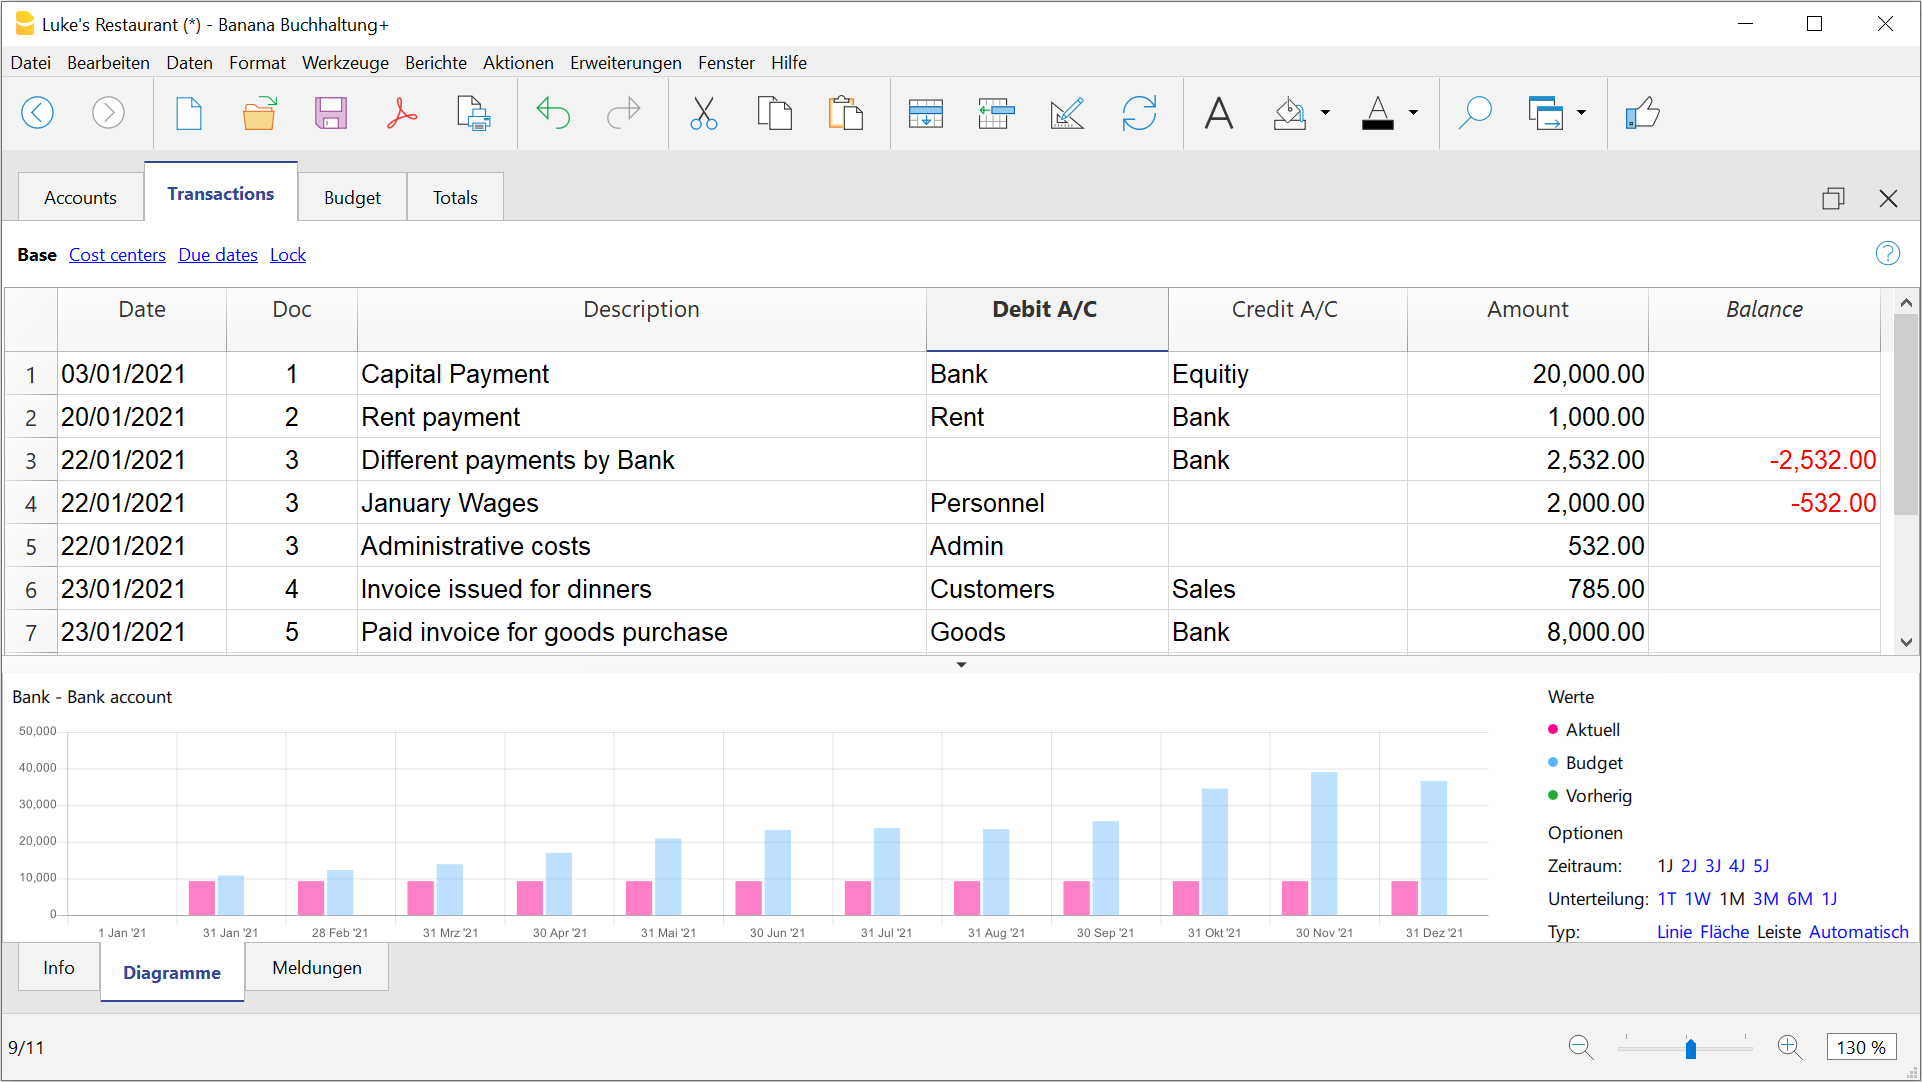 Luke's Restaurant (*) - Banana Buchhaltung+
Datei Bearbeiten Daten Format Werkzeuge Berichte Aktionen Erweiterungen Fenster Hilfe
A A
Accounts Transactions Budget Totals
Base Cost centers Due dates Lock ?
Date Doc Description Debit A/C Credit A/C Amount Balance
1 03/01/2021 1 Capital Payment Bank Equitiy 20,000.00
2 20/01/2021 2 Rent payment Rent Bank 1,000.00
3 22/01/2021 3 Different payments by Bank Bank 2,532.00 -2,532.00
4 22/01/2021 3 January Wages Personnel 2,000.00 -532.00
5 22/01/2021 3 Administrative costs Admin 532.00
6 23/01/2021 4 Invoice issued for dinners Customers Sales 785.00
7 23/01/2021 5 Paid invoice for goods purchase Goods Bank 8,000.00
Bank - Bank account
50,000
40,000
30,000
20,000
10,000
0
1 Jan '21 31 Jan '21 28 Feb '21 31 Mrz '21 30 Apr '21 31 Mai '21 30 Jun '21 31 Jul '21 31 Aug '21 30 Sep '21 31 Okt '21 30 Nov '21 31 Dez '21
Werte
Aktuell
Budget
Vorherig
Optionen
Zeitraum: 1J 2J 3J 4J 5J
Unterteilung: 1T 1W 1M 3M 6M 1J
Typ: Linie Fläche Leiste Automatisch
Info Diagramme Meldungen
9/11
130 %